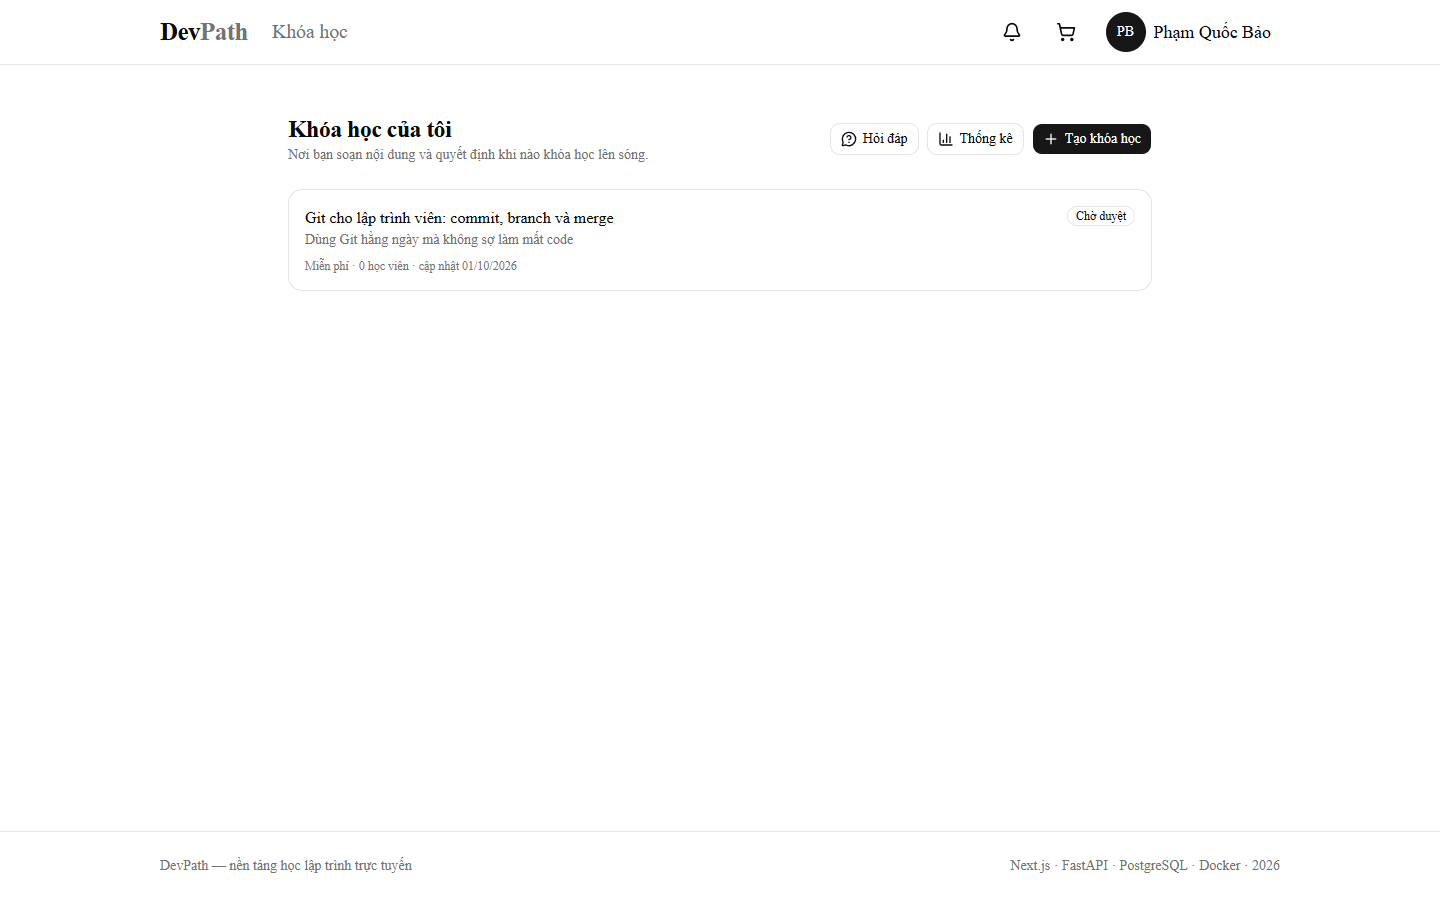 DevPath Khóa học PB Phạm Quốc Bảo
Khóa học của tôi
Nơi bạn soạn nội dung và quyết định khi nào khóa học lên sóng.
Hỏi đáp Thống kê Tạo khóa học
Git cho lập trình viên: commit, branch và merge
Chờ duyệt
Dùng Git hằng ngày mà không sợ làm mất code
Miễn phí · 0 học viên · cập nhật 01/10/2026
DevPath — nền tảng học lập trình trực tuyến
Next.js · FastAPI · PostgreSQL · Docker · 2026